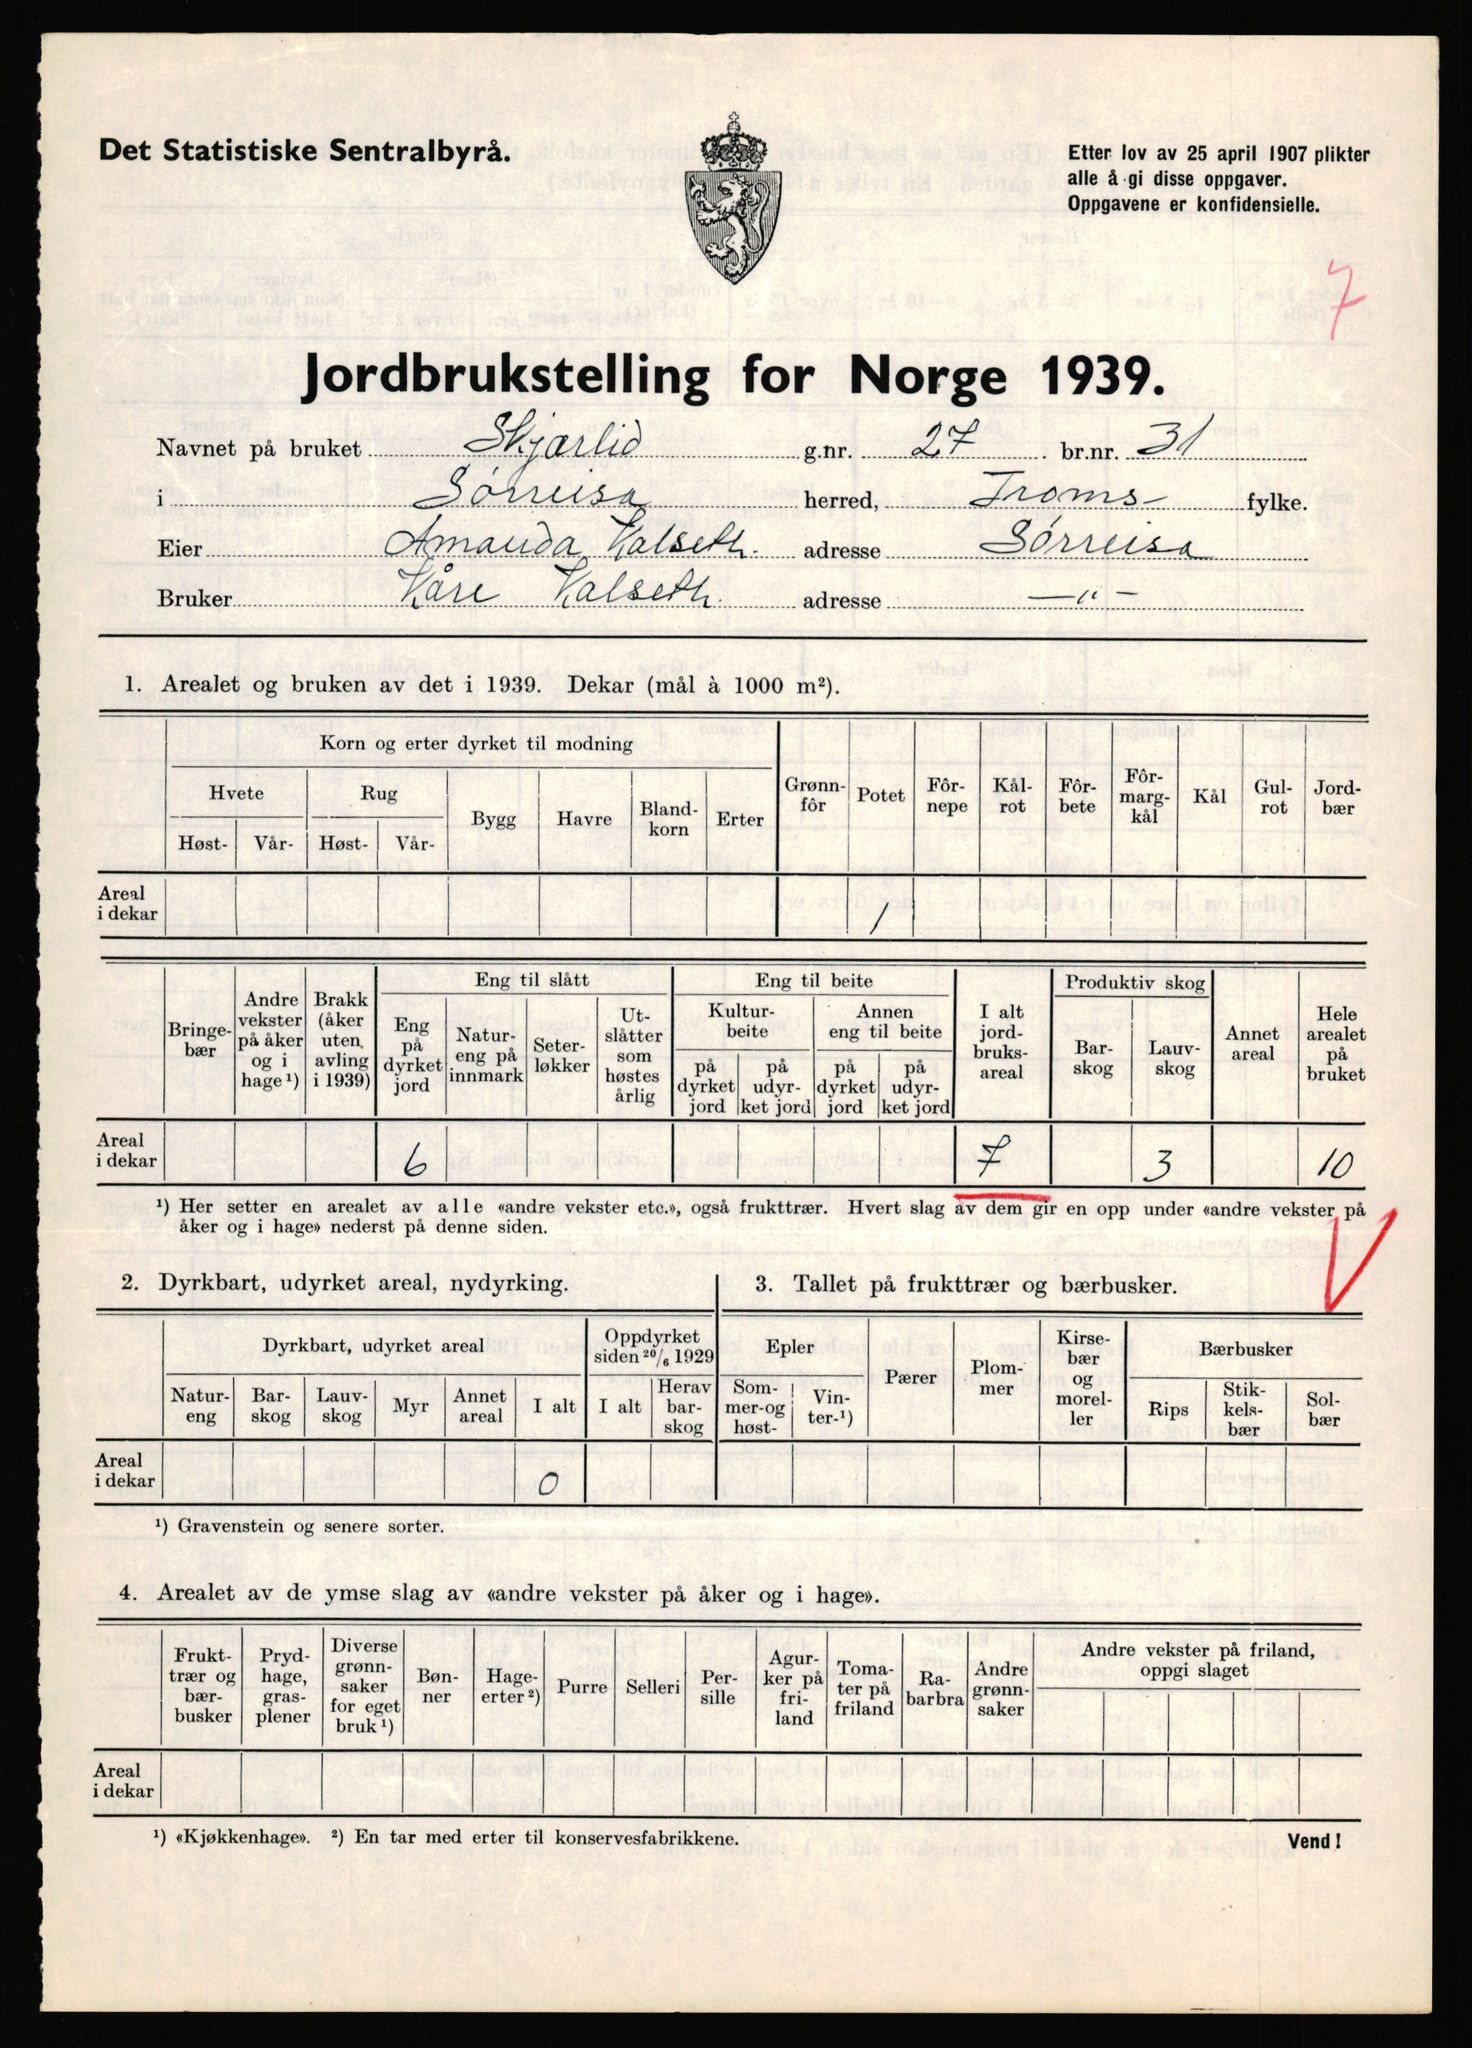 Det Statistiske Sentralbyrå.
Etter lov av 25 april 1907 plikter
alle å gi disse oppgaver.
Oppgavene er konfidensielle.
7
Jordbrukstelling for Norge 1939.
Navnet på bruket Skjærlid g.nr. 27 br.nr. 31
i Sørreisa herred, Troms fylke.
Eier Amanda Kalseth. adresse Sørreisa
Bruker Kåre Kalseth. adresse —"—
1. Arealet og bruken av det i 1939. Dekar (mål à 1000 m²).
Korn og erter dyrket til modning
Hvete Rug Bygg Havre Bland-korn Erter Grønn-fôr Potet Fôr-nepe Kål-rot Fôr-bete Fôr-marg-kål Kål Gul-rot Jord-bær
Høst- Vår- Høst- Vår-
Areal
i dekar 1
Bringe-bær Andre vekster på åker og i hage¹) Brakk (åker uten avling i 1939) Eng til slått Eng til beite I alt jord-bruks-areal Produktiv skog Annet areal Hele arealet på bruket
Eng på dyrket jord Natur-eng på innmark Seter-løkker Ut-slåtter som høstes årlig Kultur-beite Annen eng til beite Bar-skog Lauv-skog
på dyrket jord på udyr-ket jord på dyrket jord på udyr-ket jord
Areal
i dekar 6 7 3 10
¹) Her setter en arealet av alle «andre vekster etc.», også frukttrær. Hvert slag av dem gir en opp under «andre vekster på
åker og i hage» nederst på denne siden.
2. Dyrkbart, udyrket areal, nydyrking.
Dyrkbart, udyrket areal Oppdyrket siden 20/6 1929
Natur-eng Bar-skog Lauv-skog Myr Annet areal I alt I alt Herav bar-skog
Areal
i dekar 0
¹) Gravenstein og senere sorter.
3. Tallet på frukttrær og bærbusker.
Epler Pærer Plom-mer Kirse-bær og morel-ler Bærbusker
Som-mer-og høst- Vin-ter-¹) Rips Stik-kels-bær Sol-bær
4. Arealet av de ymse slag av «andre vekster på åker og i hage».
Frukt-trær og bær-busker Pryd-hage, gras-plener Diverse grønn-saker for eget bruk¹) Bøn-ner Hage-erter²) Purre Selleri Per-sille Agur-ker på fri-land Toma-ter på friland Ra-barbra Andre grønn-saker Andre vekster på friland, oppgi slaget
Areal
i dekar
¹) «Kjøkkenhage». ²) En tar med erter til konservesfabrikkene.
Vend!